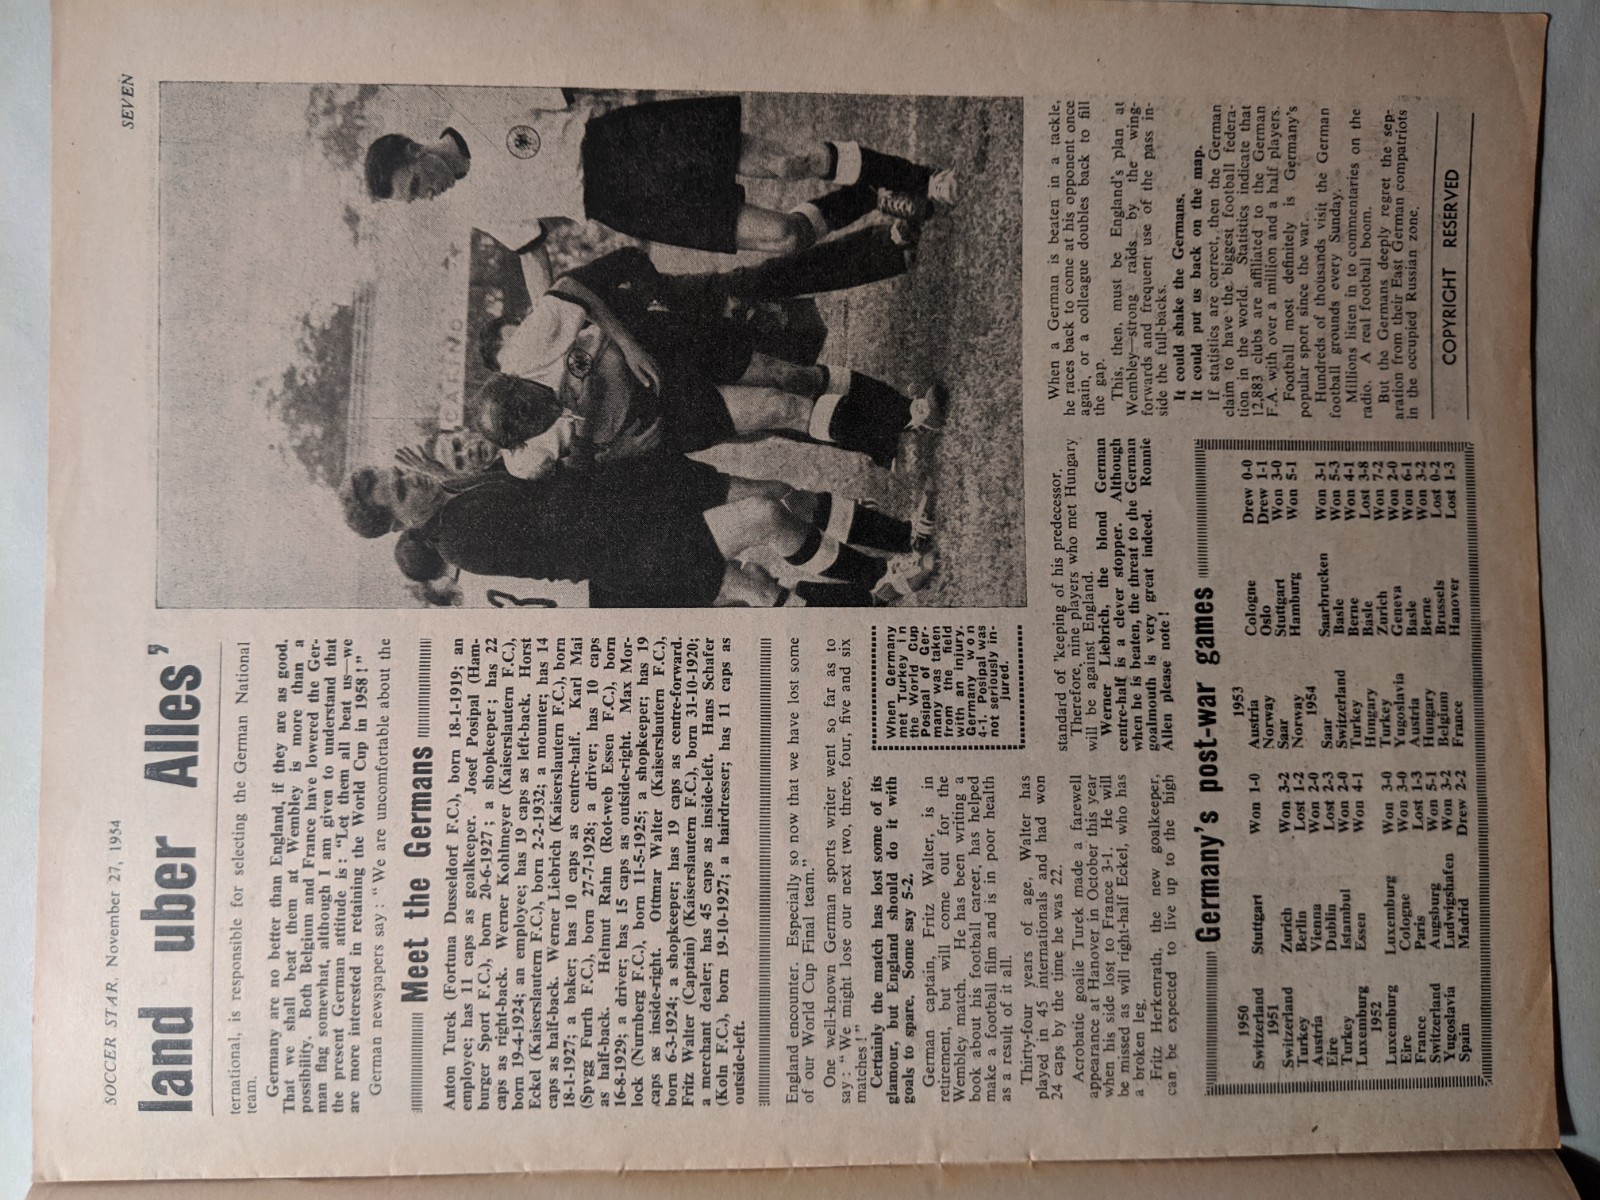 SOCCER STAR. November 27, 1954
SEVEN
land uber Alles'
ternational, is responsible for selecting the German National
team.
Germany are no better than England, if they are as good.
That we shall beat them at Wembley is more than a
possibility. Both Belgium and France have lowered the Ger-
man flag somewhat, although I am given to understand that
the present German attitude is : "Let them all beat us—we
are more interested in retaining the World Cup in 1958 !"
German newspapers say : "We are uncomfortable about the
Meet the Germans
Anton Turek (Fortuna Dusseldorf F.C.), born 18-1-1919; an
employee; has 11 caps as goalkeeper. Josef Posipal (Ham-
burger Sport F.C.), born 20-6-1927 ; a shopkeeper ; has 22
caps as right-back. Werner Kohlmeyer (Kaiserslautern F.C.),
born 19-4-1924; an employee; has 19 caps as left-back. Horst
Eckel (Kaiserslautern F.C.), born 2-2-1932; a mounter; has 14
caps as half-back. Werner Liebrich (Kaiserslautern F.C.), born
18-1-1927; a baker; has 10 caps as centre-half. Karl Mai
(Spvgg Furth F.C.), born 27-7-1928; a driver; has 10 caps
as half-back. Helmut Rahn (Rot-web Essen F.C.), born
16-8-1929; a driver; has 15 caps as outside-right. Max Mor-
lock (Nurnberg F.C.), born 11-5-1925; a shopkeeper; has 19
caps as inside-right. Ottmar Walter (Kaiserslautern F.C.),
born 6-3-1924; a shopkeeper; has 19 caps as centre-forward.
Fritz Walter (Captain) (Kaiserslautern F.C.), born 31-10-1920;
a merchant dealer; has 45 caps as inside-left. Hans Schafer
(Koln F.C.), born 19-10-1927; a hairdresser; has 11 caps as
outside-left.
England encounter. Especially so now that we have lost some
of our World Cup Final team."
One well-known German sports writer went so far as to
say : "We might lose our next two, three, four, five and six
matches !"
Certainly the match has lost some of its
glamour, but England should do it with
goals to spare. Some say 5-2.
German captain, Fritz Walter, is in
retirement, but will come out for the
Wembley match. He has been writing a
book about his football career, has helped
make a football film and is in poor health
as a result of it all.
Thirty-four years of age, Walter has
played in 45 internationals and had won
24 caps by the time he was 22.
Acrobatic goalie Turek made a farewell
appearance at Hanover in October this year
when his side lost to France 3-1. He will
be missed as will right-half Eckel, who has
a broken leg.
Fritz Herkenrath, the new goalkeeper,
can be expected to live up to the high
When Germany
met Turkey in
the World Cup
Posipal of Ger-
many was taken
from the field
with an injury.
Germany won
4-1. Posipal was
not seriously in-
jured.
standard of 'keeping of his predecessor.
Therefore, nine players who met Hungary
will be against England.
Werner Liebrich, the blond German
centre-half is a clever stopper. Although
when he is beaten, the threat to the German
goalmouth is very great indeed. Ronnie
Allen please note !
When a German is beaten in a tackle,
he races back to come at his opponent once
again, or a colleague doubles back to fill
the gap.
This, then, must be England's plan at
Wembley—strong raids by the wing-
forwards and frequent use of the pass in-
side the full-backs.
It could shake the Germans.
It could put us back on the map.
If statistics are correct, then the German
claim to have the biggest football federa-
tion in the world. Statistics indicate that
12,883 clubs are affiliated to the German
F.A. with over a million and a half players.
Football most definitely is Germany's
popular sport since the war.
Hundreds of thousands visit the German
football grounds every Sunday.
Millions listen to commentaries on the
radio. A real football boom.
But the Germans deeply regret the sep-
aration from their East German compatriots
in the occupied Russian zone.
COPYRIGHT RESERVED
Germany's post-war games
1950
Switzerland Stuttgart Won 1-0
1951
Switzerland Zurich Won 3-2
Turkey Berlin Lost 1-2
Austria Vienna Won 2-0
Eire Dublin Lost 2-3
Turkey Istambul Won 2-0
Luxemburg Essen Won 4-1
1952
Luxemburg Luxemburg Won 3-0
Eire Cologne Won 3-0
France Paris Lost 1-3
Switzerland Augsburg Won 5-1
Yugoslavia Ludwigshafen Won 3-2
Spain Madrid Drew 2-2
1953
Austria Cologne Drew 0-0
Norway Oslo Drew 1-1
Saar Stuttgart Won 3-0
Norway Hamburg Won 5-1
1954
Saar Saarbrucken Won 3-1
Switzerland Basle Won 5-3
Turkey Berne Won 4-1
Hungary Basle Lost 3-8
Turkey Zurich Won 7-2
Yugoslavia Geneva Won 2-0
Austria Basle Won 6-1
Hungary Berne Won 3-2
Belgium Brussels Lost 0-2
France Hanover Lost 1-3